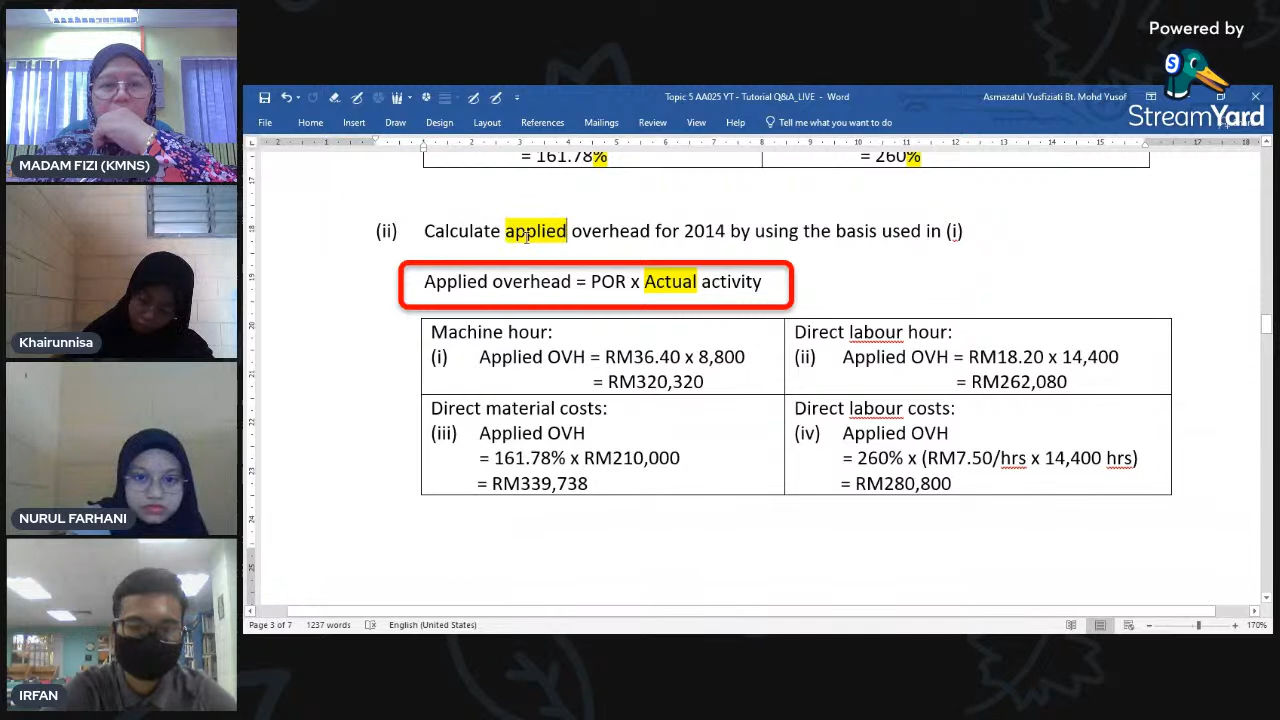 Powered by
S
StreamYard
MADAM FIZI (KMNS)
Khairunnisa
NURUL FARHANI
IRFAN
Topic 5 AA025 YT - Tutorial Q&A_LIVE - Word
Asmazatul Yusfiziati Bt. Mohd Yusof
File Home Insert Draw Design Layout References Mailings Review View Help Tell me what you want to do
= 161.78%
= 260%
(ii) Calculate applied overhead for 2014 by using the basis used in (i)
Applied overhead = POR x Actual activity
Machine hour:
(i) Applied OVH = RM36.40 x 8,800
= RM320,320
Direct labour hour:
(ii) Applied OVH = RM18.20 x 14,400
= RM262,080
Direct material costs:
(iii) Applied OVH
= 161.78% x RM210,000
= RM339,738
Direct labour costs:
(iv) Applied OVH
= 260% x (RM7.50/hrs x 14,400 hrs)
= RM280,800
Page 3 of 7 1237 words English (United States)
170%